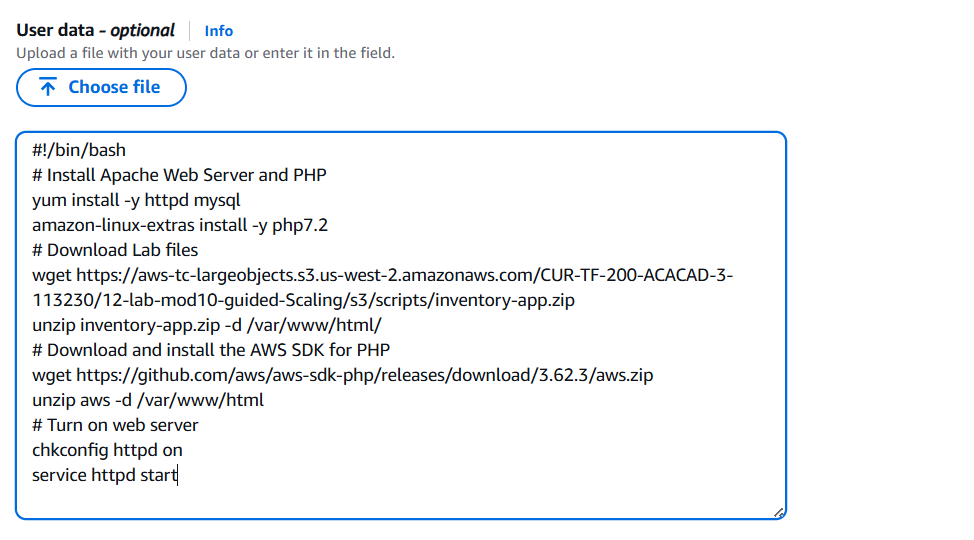 User data - optional Info
Upload a file with your user data or enter it in the field.
Choose file
#!/bin/bash
# Install Apache Web Server and PHP
yum install -y httpd mysql
amazon-linux-extras install -y php7.2
# Download Lab files
wget https://aws-tc-largeobjects.s3.us-west-2.amazonaws.com/CUR-TF-200-ACACAD-3-
113230/12-lab-mod10-guided-Scaling/s3/scripts/inventory-app.zip
unzip inventory-app.zip -d /var/www/html/
# Download and install the AWS SDK for PHP
wget https://github.com/aws/aws-sdk-php/releases/download/3.62.3/aws.zip
unzip aws -d /var/www/html
# Turn on web server
chkconfig httpd on
service httpd start